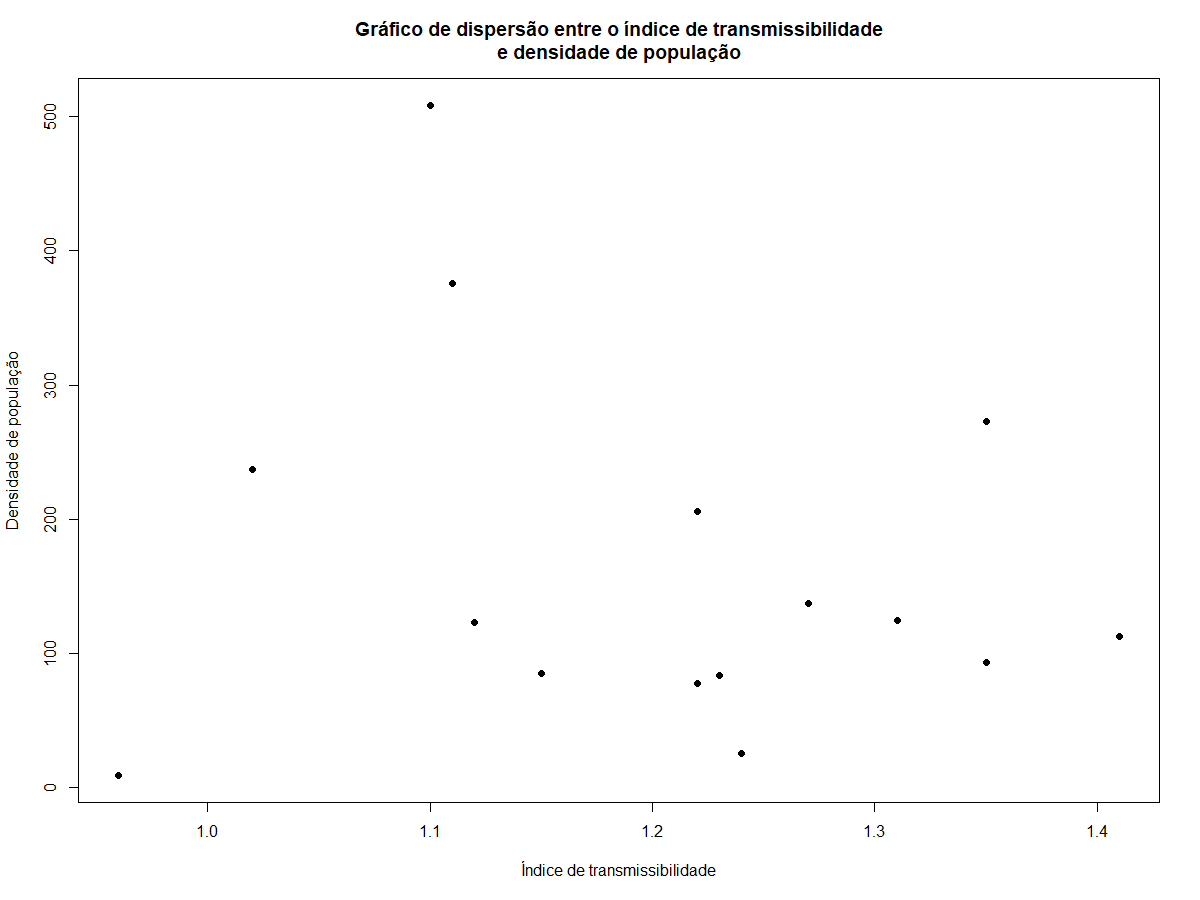 Gráfico de dispersão entre o índice de transmissibilidade
e densidade de população
500
400
300
200
100
0
Densidade de população
1.0 1.1 1.2 1.3 1.4
Índice de transmissibilidade